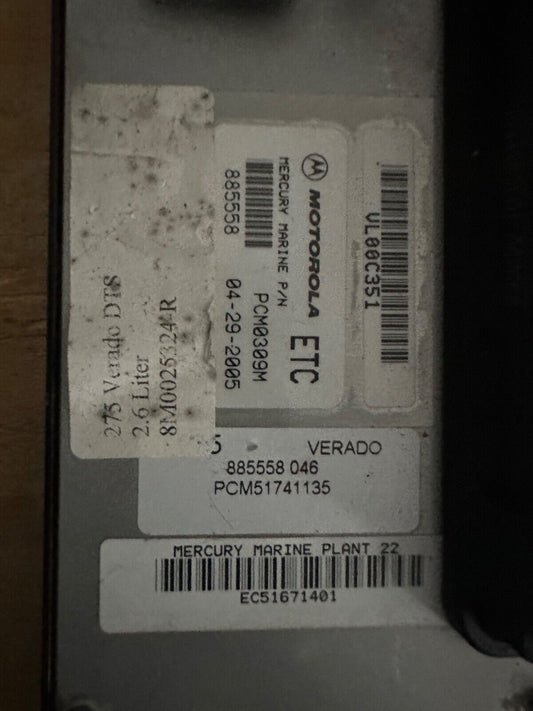 275 Verado DTS
2.6 Liter
8M0025324-R
MOTOROLA
ETC
MERCURY MARINE P/N
885558
PCM0309M
04-29-2005
VL00C351
5 VERADO
885558 046
PCM51741135
MERCURY MARINE PLANT 22
EC51671401